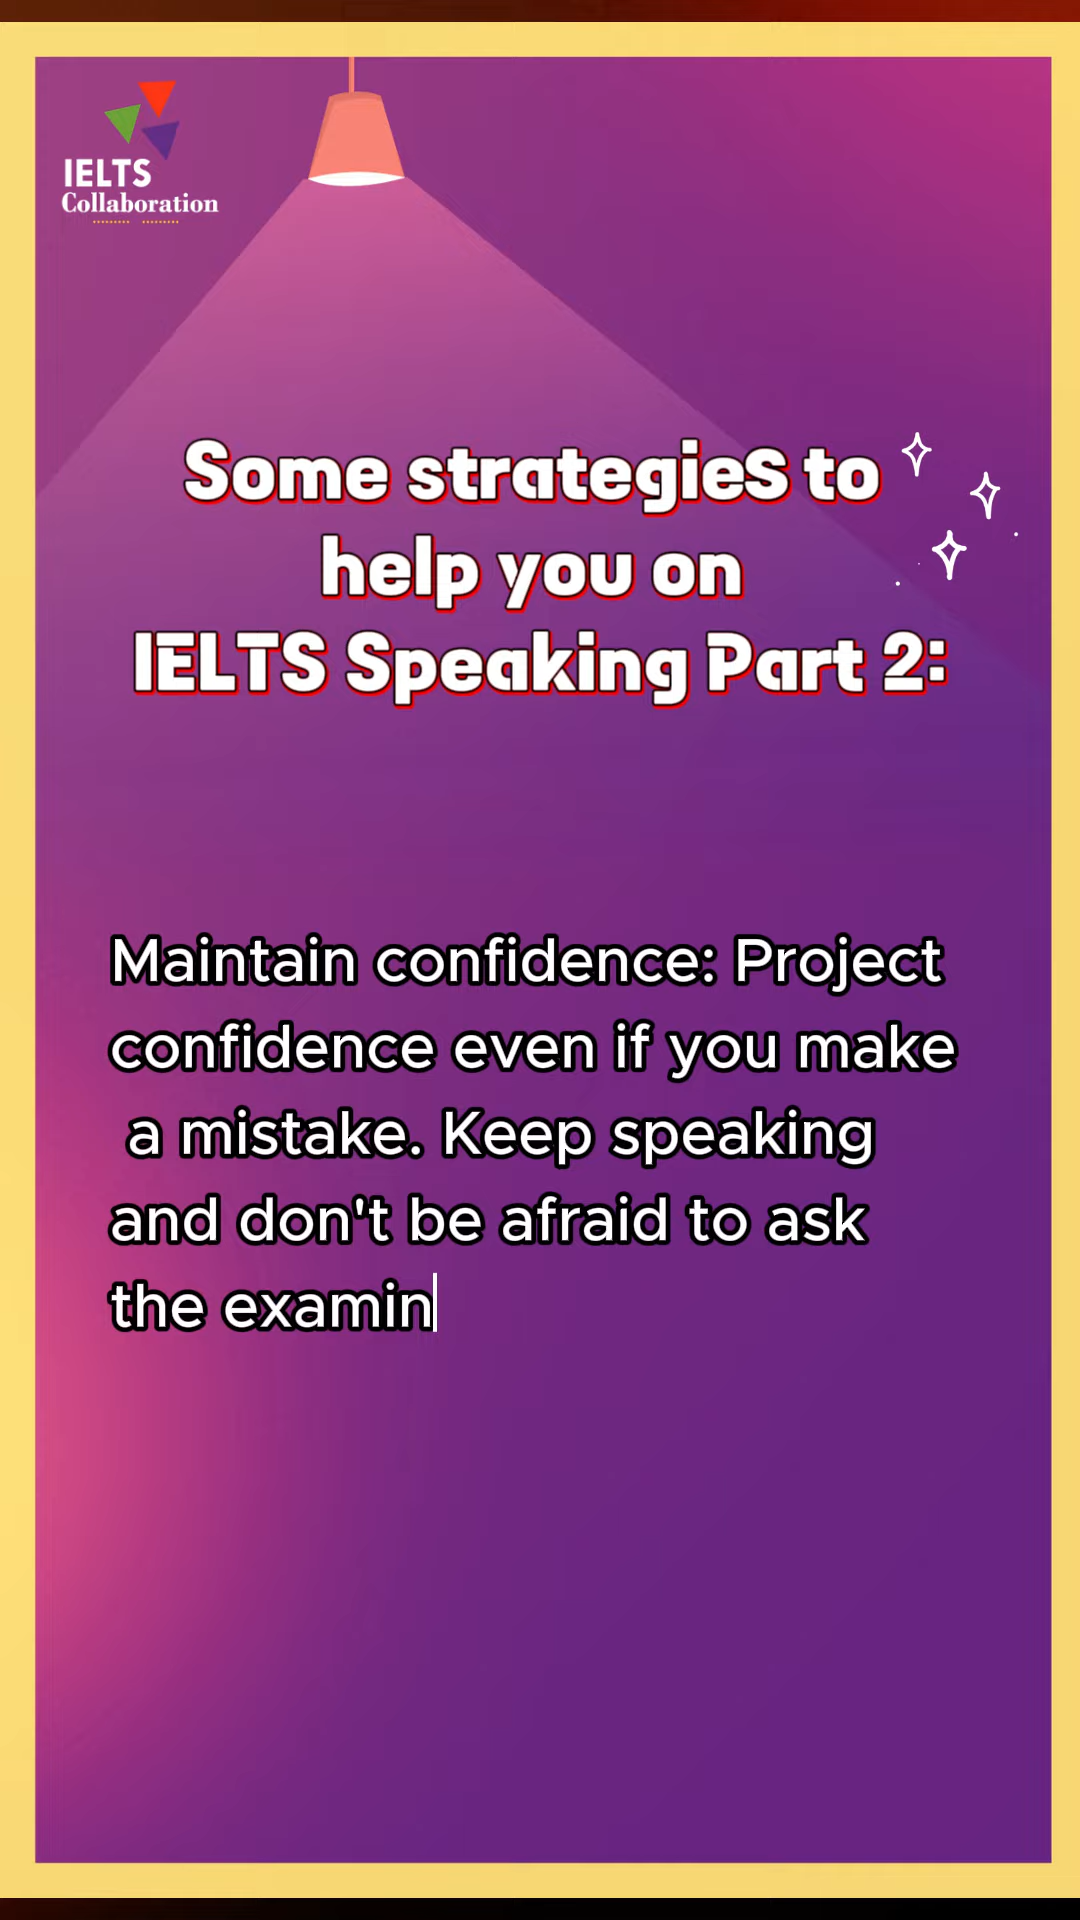 IELTS
Collaboration
Some strategies to
help you on
IELTS Speaking Part 2:
Maintain confidence: Project
confidence even if you make
a mistake. Keep speaking
and don't be afraid to ask
the examin